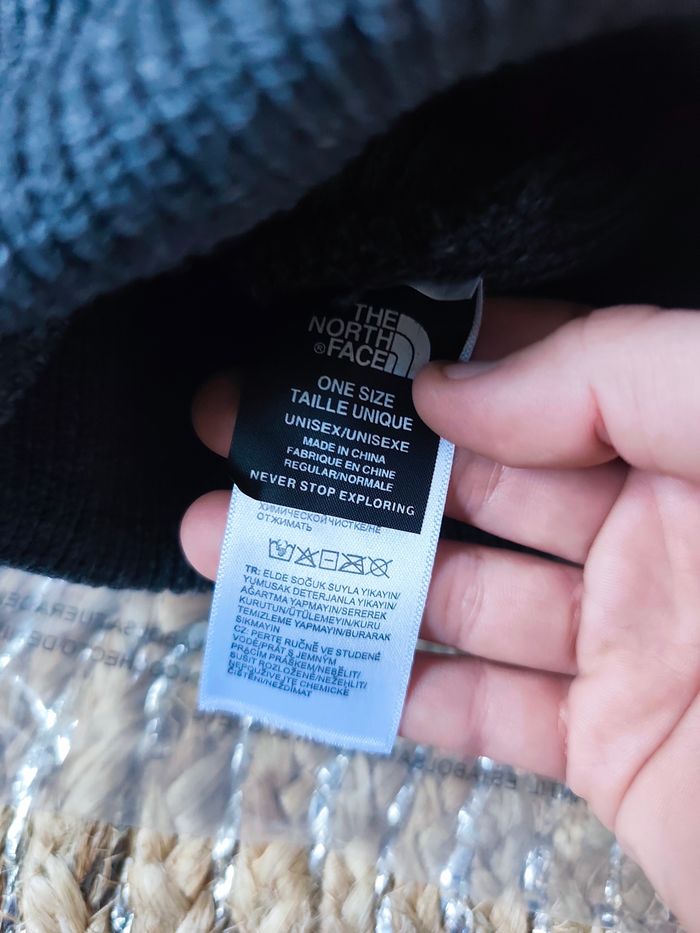 THE
NORTH
®FACE
ONE SIZE
TAILLE UNIQUE
UNISEX/UNISEXE
MADE IN CHINA
FABRIQUE EN CHINE
REGULAR/NORMALE
NEVER STOP EXPLORING
ХИМИЧЕСКОЙ ЧИСТКЕ/НЕ
ОТЖИМАТЬ
TR: ELDE SOĞUK SUYLA YIKAYIN/
YUMUSAK DETERJANLA YIKAYIN/
AĞARTMA YAPMAYIN/SEREREK
KURUTUN/ÜTÜLEMEYIN/KURU
TEMIZLEME YAPMAYIN/BURARAK
SIKMAYIN
CZ: PERTE RUČNĚ VE STUDENÉ
VODĚ/PRÁT S JEMNÝM
PRACÍM PRÁŠKEM/NEBĚLIT/
SUŠIT ROZLOŽENÉ/NEŽEHLIT/
NEPOUŽÍVEJTE CHEMICKÉ
ČISTĚNÍ/NEŽDÍMAT